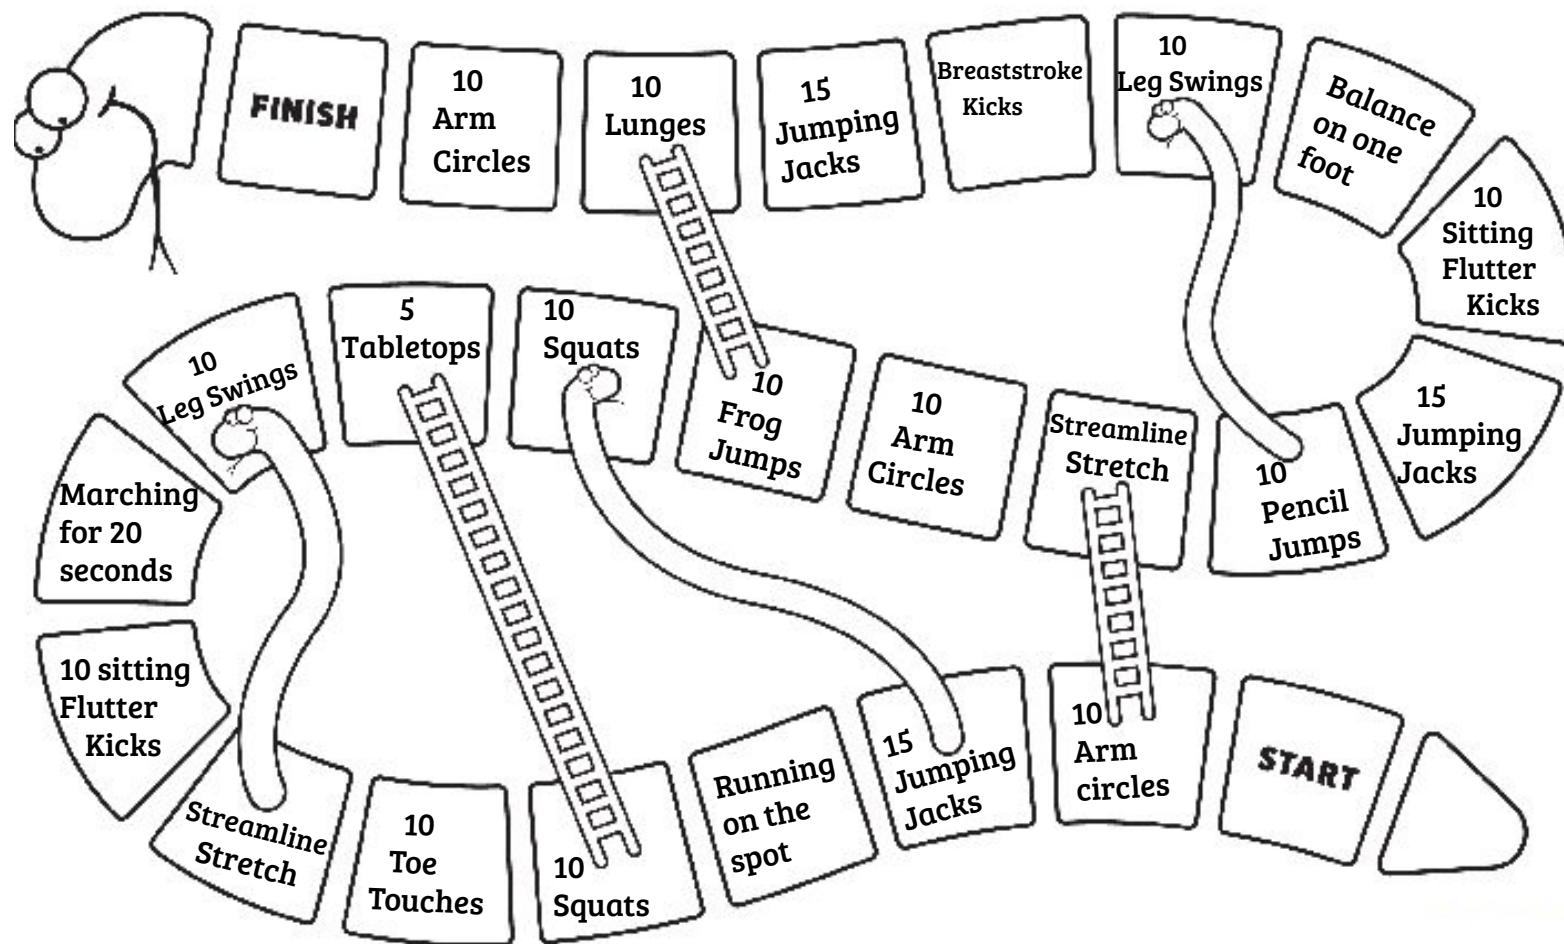 FINISH
10
Arm
Circles
10
Lunges
15
Jumping
Jacks
Breaststroke
Kicks
10
Leg Swings
Balance
on one
foot
10
Sitting
Flutter
Kicks
15
Jumping
Jacks
10
Pencil
Jumps
Streamline
Stretch
10
Arm
Circles
10
Frog
Jumps
10
Squats
5
Tabletops
10
Leg Swings
Marching
for 20
seconds
10 sitting
Flutter
Kicks
Streamline
Stretch
10
Toe
Touches
10
Squats
Running
on the
spot
15
Jumping
Jacks
10
Arm
circles
START